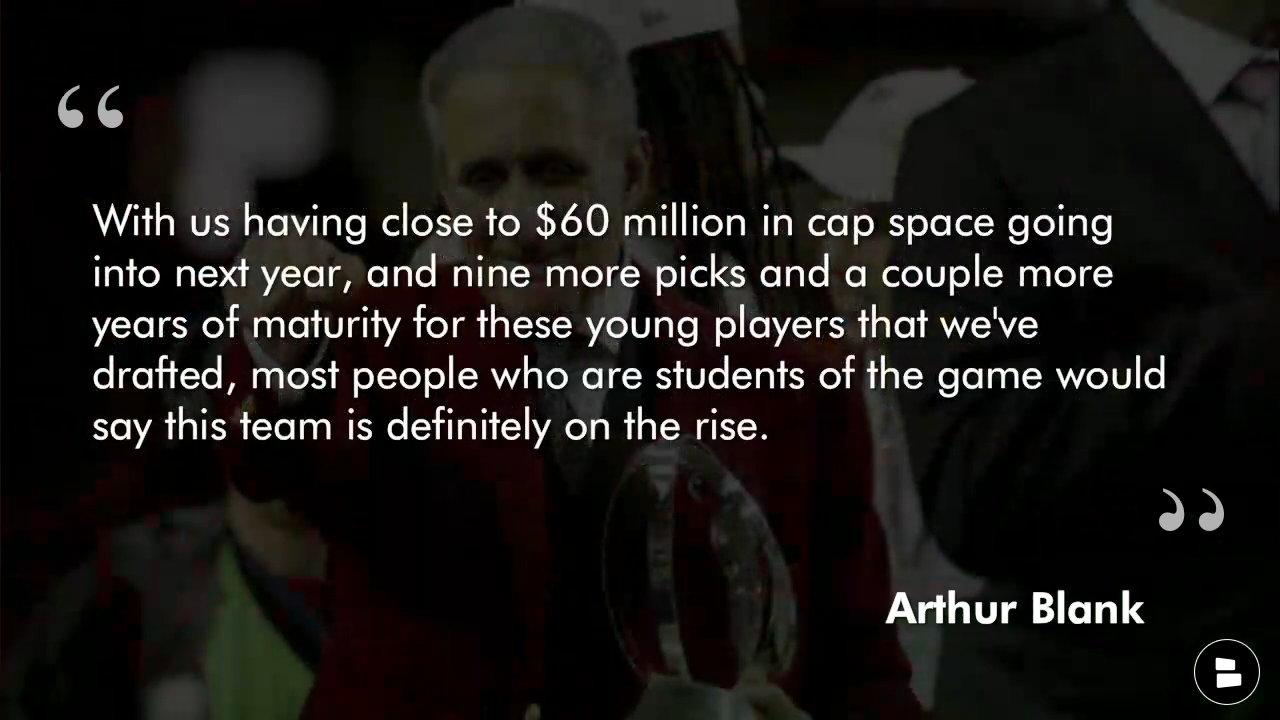 “
With us having close to $60 million in cap space going
into next year, and nine more picks and a couple more
years of maturity for these young players that we've
drafted, most people who are students of the game would
say this team is definitely on the rise.
”
Arthur Blank